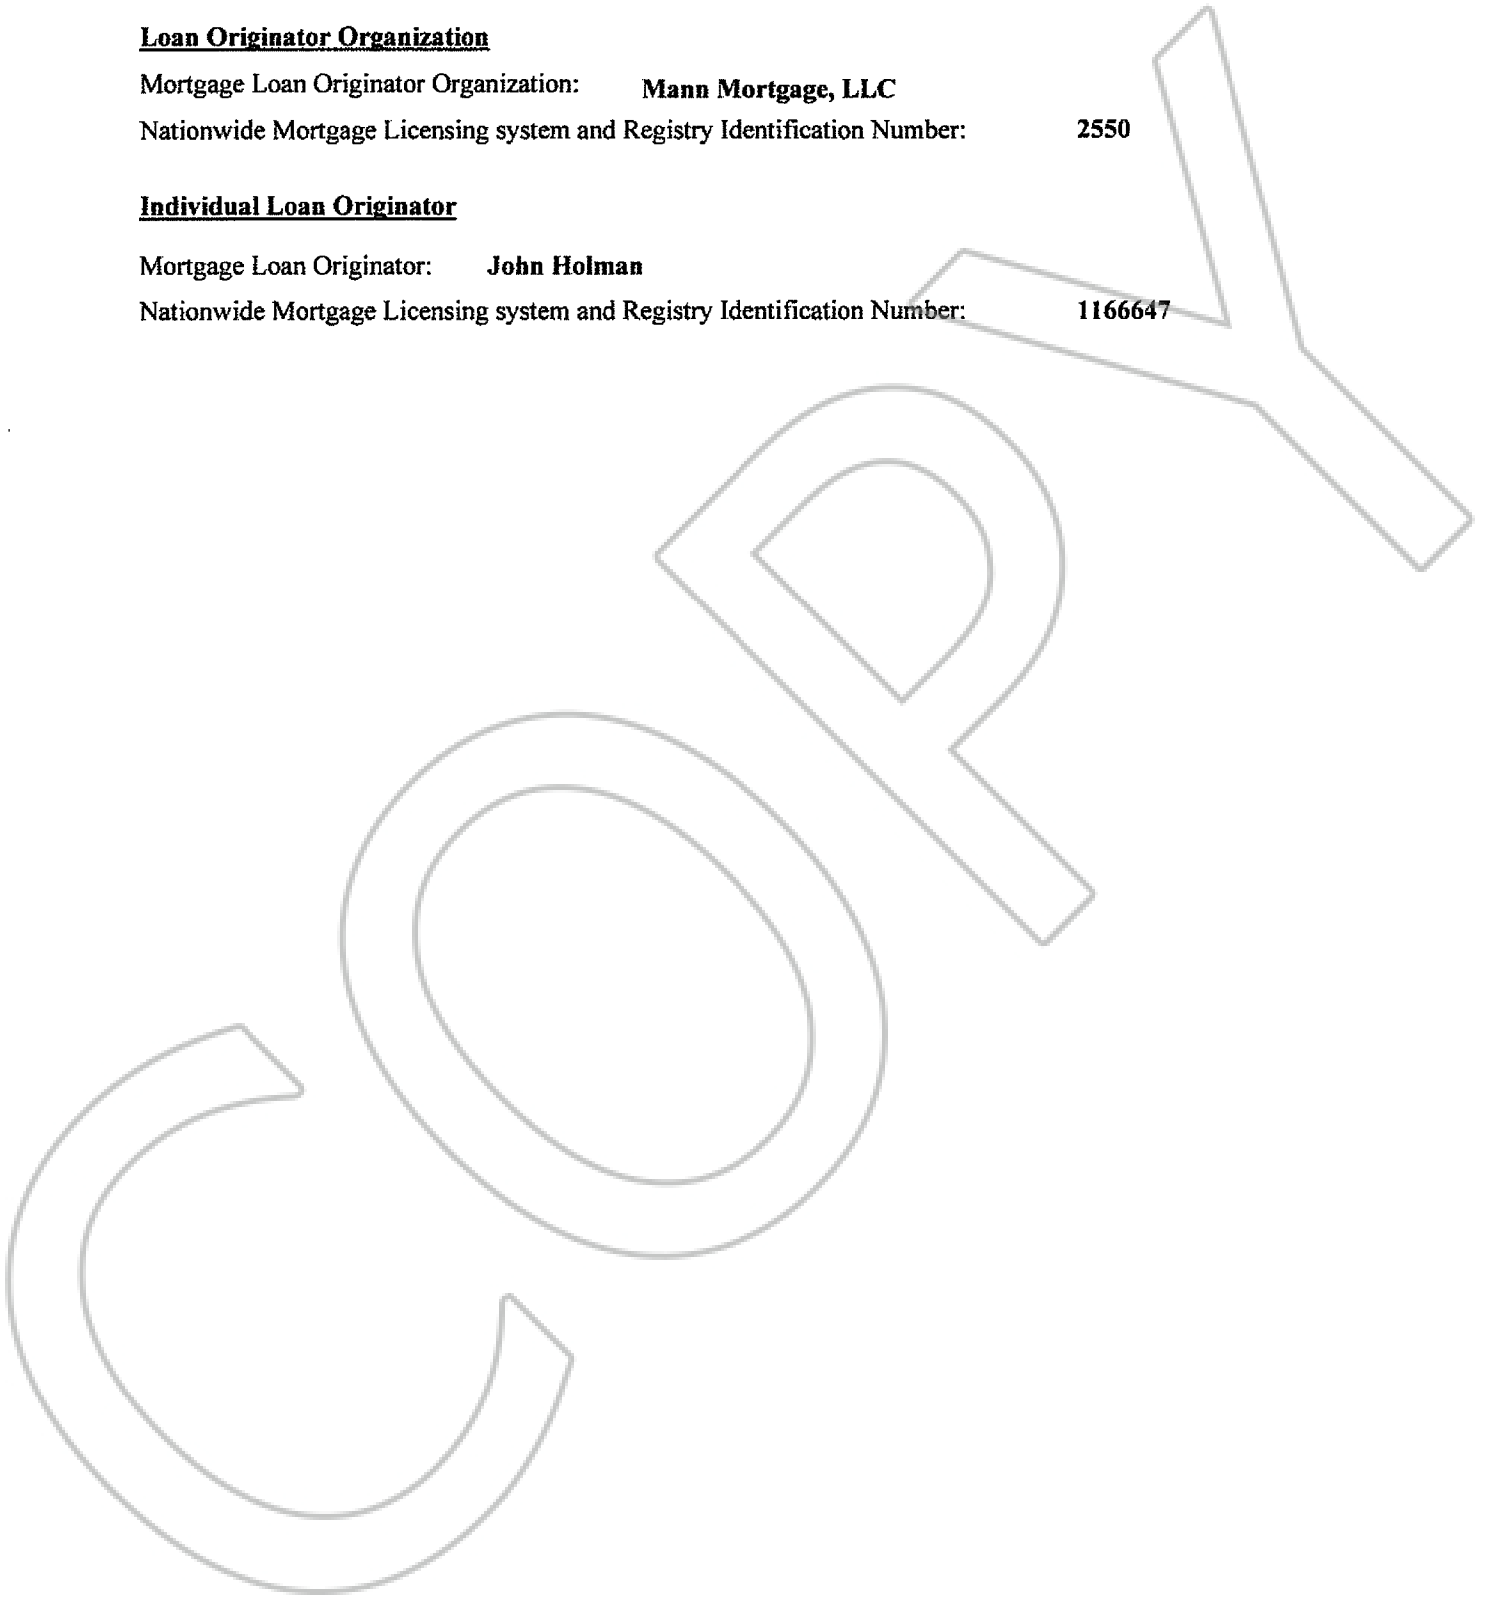 Loan Originator Organization
Mortgage Loan Originator Organization: Mann Mortgage, LLC
Nationwide Mortgage Licensing system and Registry Identification Number: 2550
Individual Loan Originator
Mortgage Loan Originator: John Holman
Nationwide Mortgage Licensing system and Registry Identification Number: 1166647
COPY